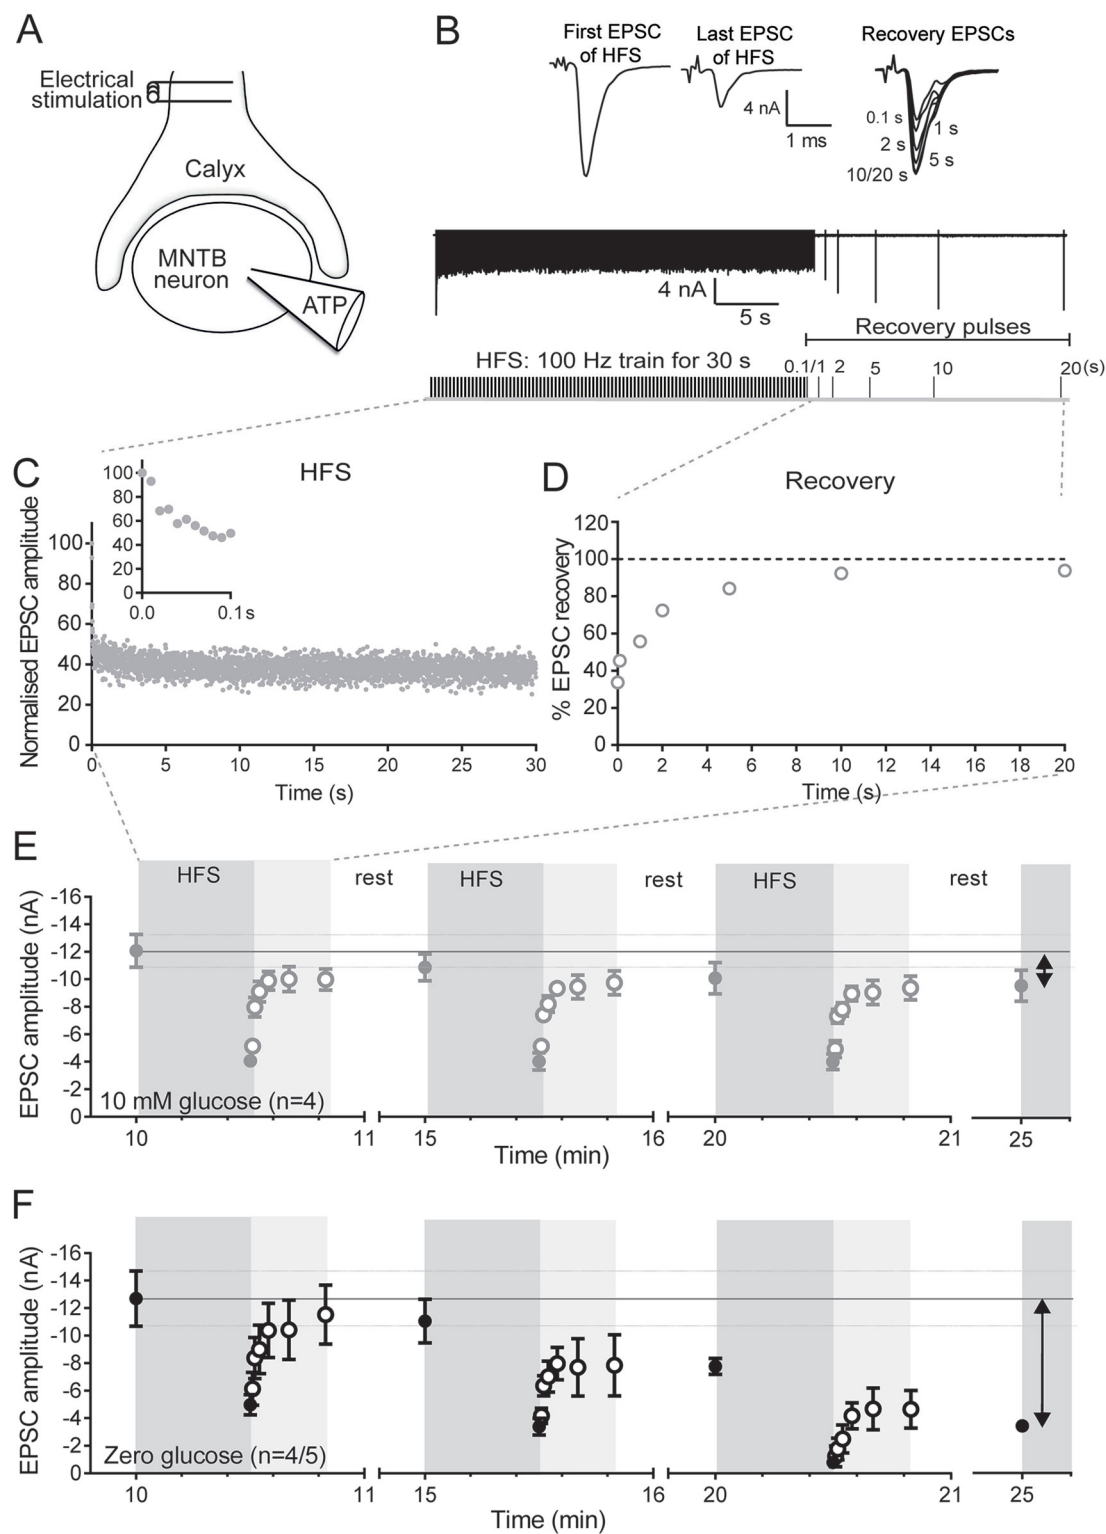 A
Electrical
stimulation
Calyx
MNTB
neuron
ATP
B
First EPSC
of HFS
Last EPSC
of HFS
Recovery EPSCs
4 nA
1 ms
0.1 s
1 s
2 s
5 s
10/20 s
4 nA
5 s
Recovery pulses
HFS: 100 Hz train for 30 s
0.1/1 2 5 10 20 (s)
C
HFS
Normalised EPSC amplitude
100
80
60
40
20
0
0 5 10 15 20 25 30
Time (s)
100
80
60
40
20
0
0.0 0.1 s
D
Recovery
% EPSC recovery
120
100
80
60
40
20
0
0 2 4 6 8 10 12 14 16 18 20
Time (s)
E
HFS rest HFS rest HFS rest
EPSC amplitude (nA)
-16
-14
-12
-10
-8
-6
-4
-2
0
10 mM glucose (n=4)
10 11 15 16 20 21 25
Time (min)
F
EPSC amplitude (nA)
-16
-14
-12
-10
-8
-6
-4
-2
0
Zero glucose (n=4/5)
10 11 15 16 20 21 25
Time (min)